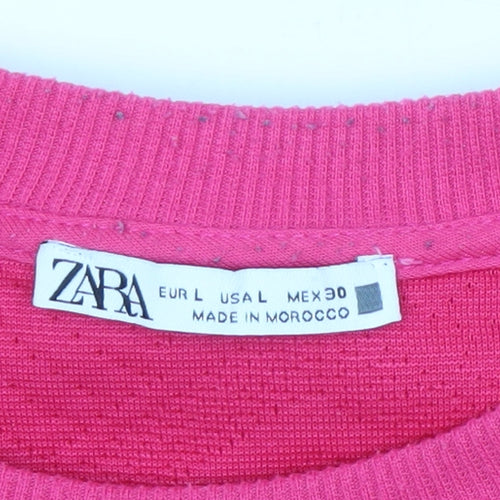 ZARA
EUR L USA L MEX 30
MADE IN MOROCCO